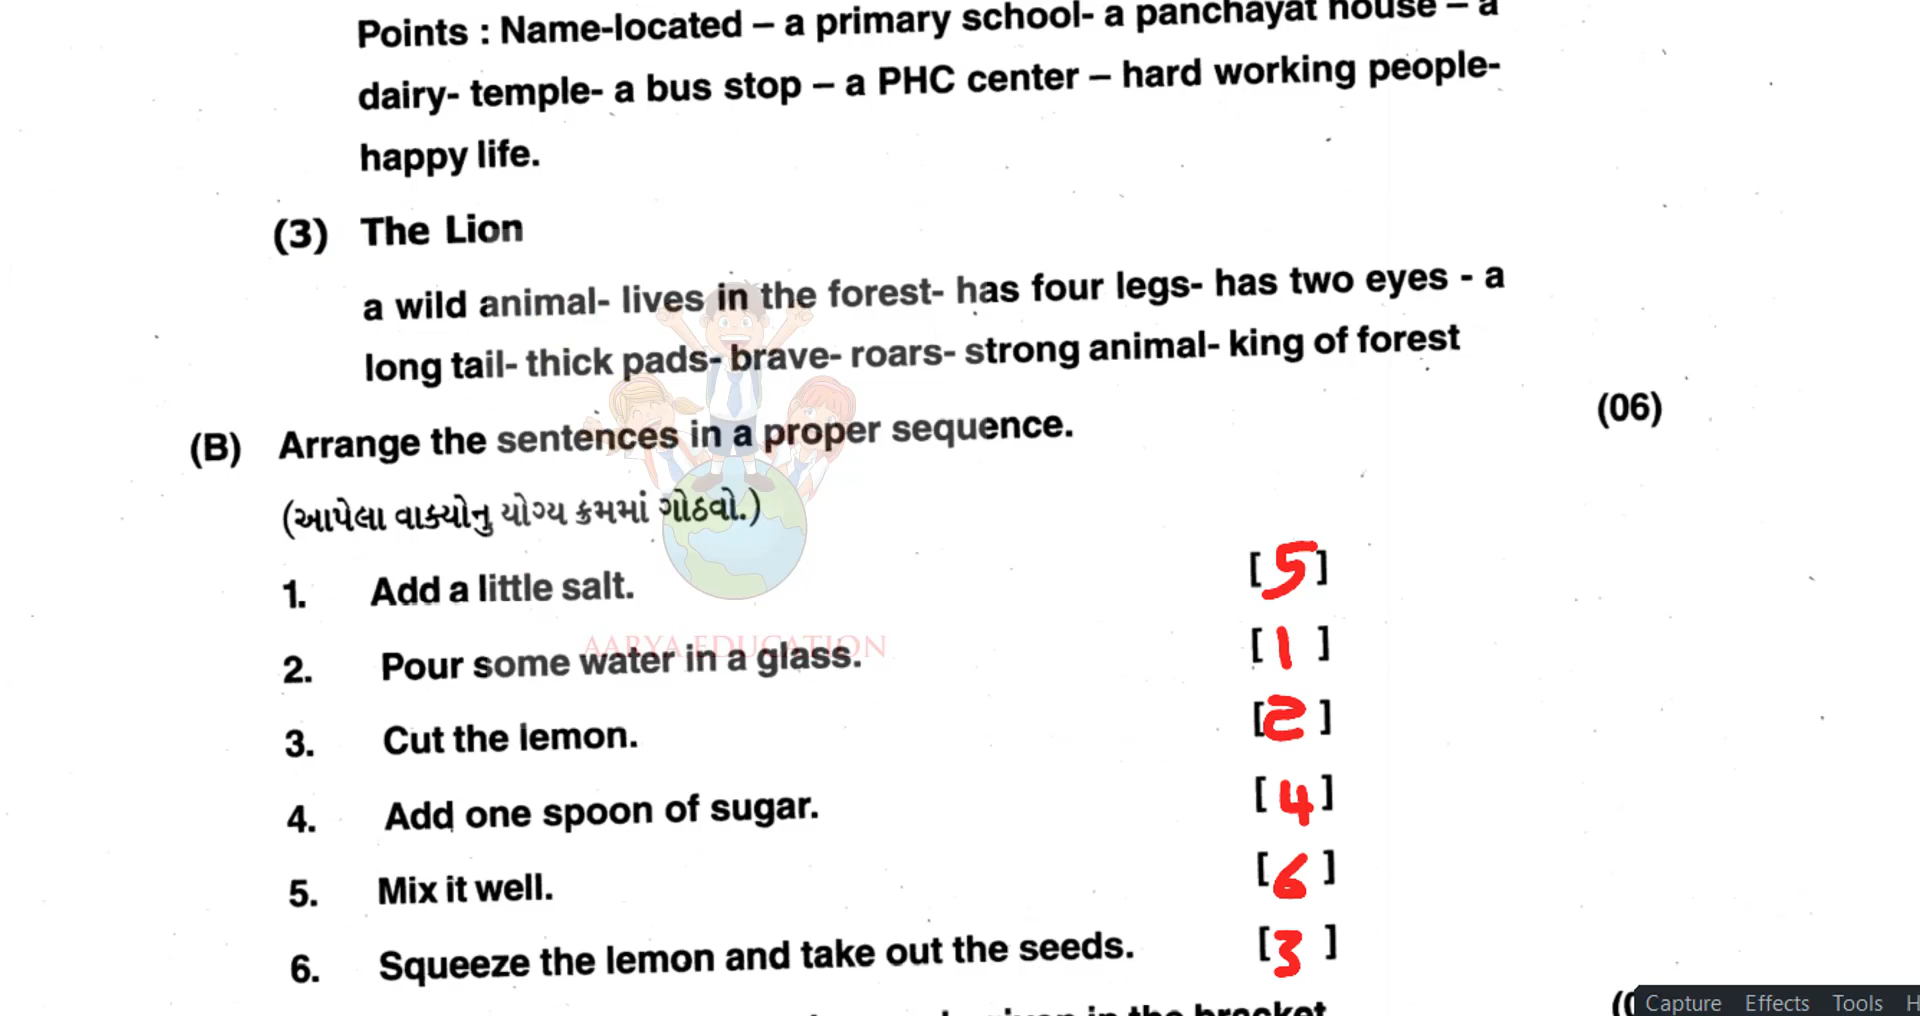 Points : Name-located – a primary school- a panchayat house – a
dairy- temple- a bus stop – a PHC center – hard working people-
happy life.
(3) The Lion
a wild animal- lives in the forest- has four legs- has two eyes - a
long tail- thick pads- brave- roars- strong animal- king of forest
(B) Arrange the sentences in a proper sequence. (06)
(આપેલા વાક્યોનુ યોગ્ય ક્રમમાં ગોઠવો.)
1. Add a little salt. [5]
AARYA EDUCATION
2. Pour some water in a glass. [1]
3. Cut the lemon. [2]
4. Add one spoon of sugar. [4]
5. Mix it well. [6]
6. Squeeze the lemon and take out the seeds. [3]
given in the bracket
Capture Effects Tools H